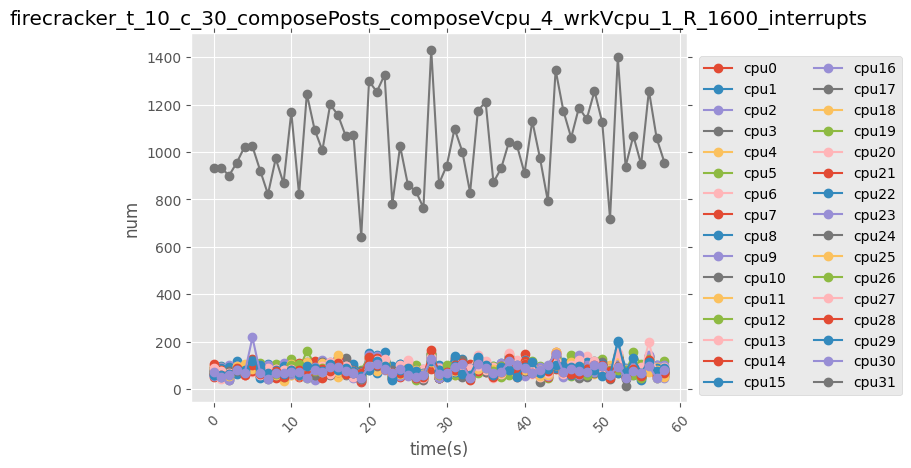 firecracker_t_10_c_30_composePosts_composeVcpu_4_wrkVcpu_1_R_1600_interrupts
1400
1200
1000
800
600
400
200
0
num
0
10
20
30
40
50
60
time(s)
cpu0
cpu1
cpu2
cpu3
cpu4
cpu5
cpu6
cpu7
cpu8
cpu9
cpu10
cpu11
cpu12
cpu13
cpu14
cpu15
cpu16
cpu17
cpu18
cpu19
cpu20
cpu21
cpu22
cpu23
cpu24
cpu25
cpu26
cpu27
cpu28
cpu29
cpu30
cpu31